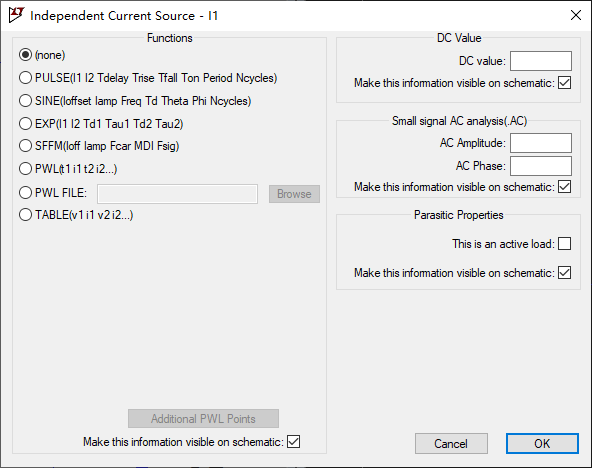 Independent Current Source - I1
Functions
(none)
PULSE(I1 I2 Tdelay Trise Tfall Ton Period Ncycles)
SINE(Ioffset Iamp Freq Td Theta Phi Ncycles)
EXP(I1 I2 Td1 Tau1 Td2 Tau2)
SFFM(Ioff Iamp Fcar MDI Fsig)
PWL(t1 i1 t2 i2...)
PWL FILE:
Browse
TABLE(v1 i1 v2 i2...)
Additional PWL Points
Make this information visible on schematic:
DC Value
DC value:
Make this information visible on schematic:
Small signal AC analysis(.AC)
AC Amplitude:
AC Phase:
Make this information visible on schematic:
Parasitic Properties
This is an active load:
Make this information visible on schematic:
Cancel
OK